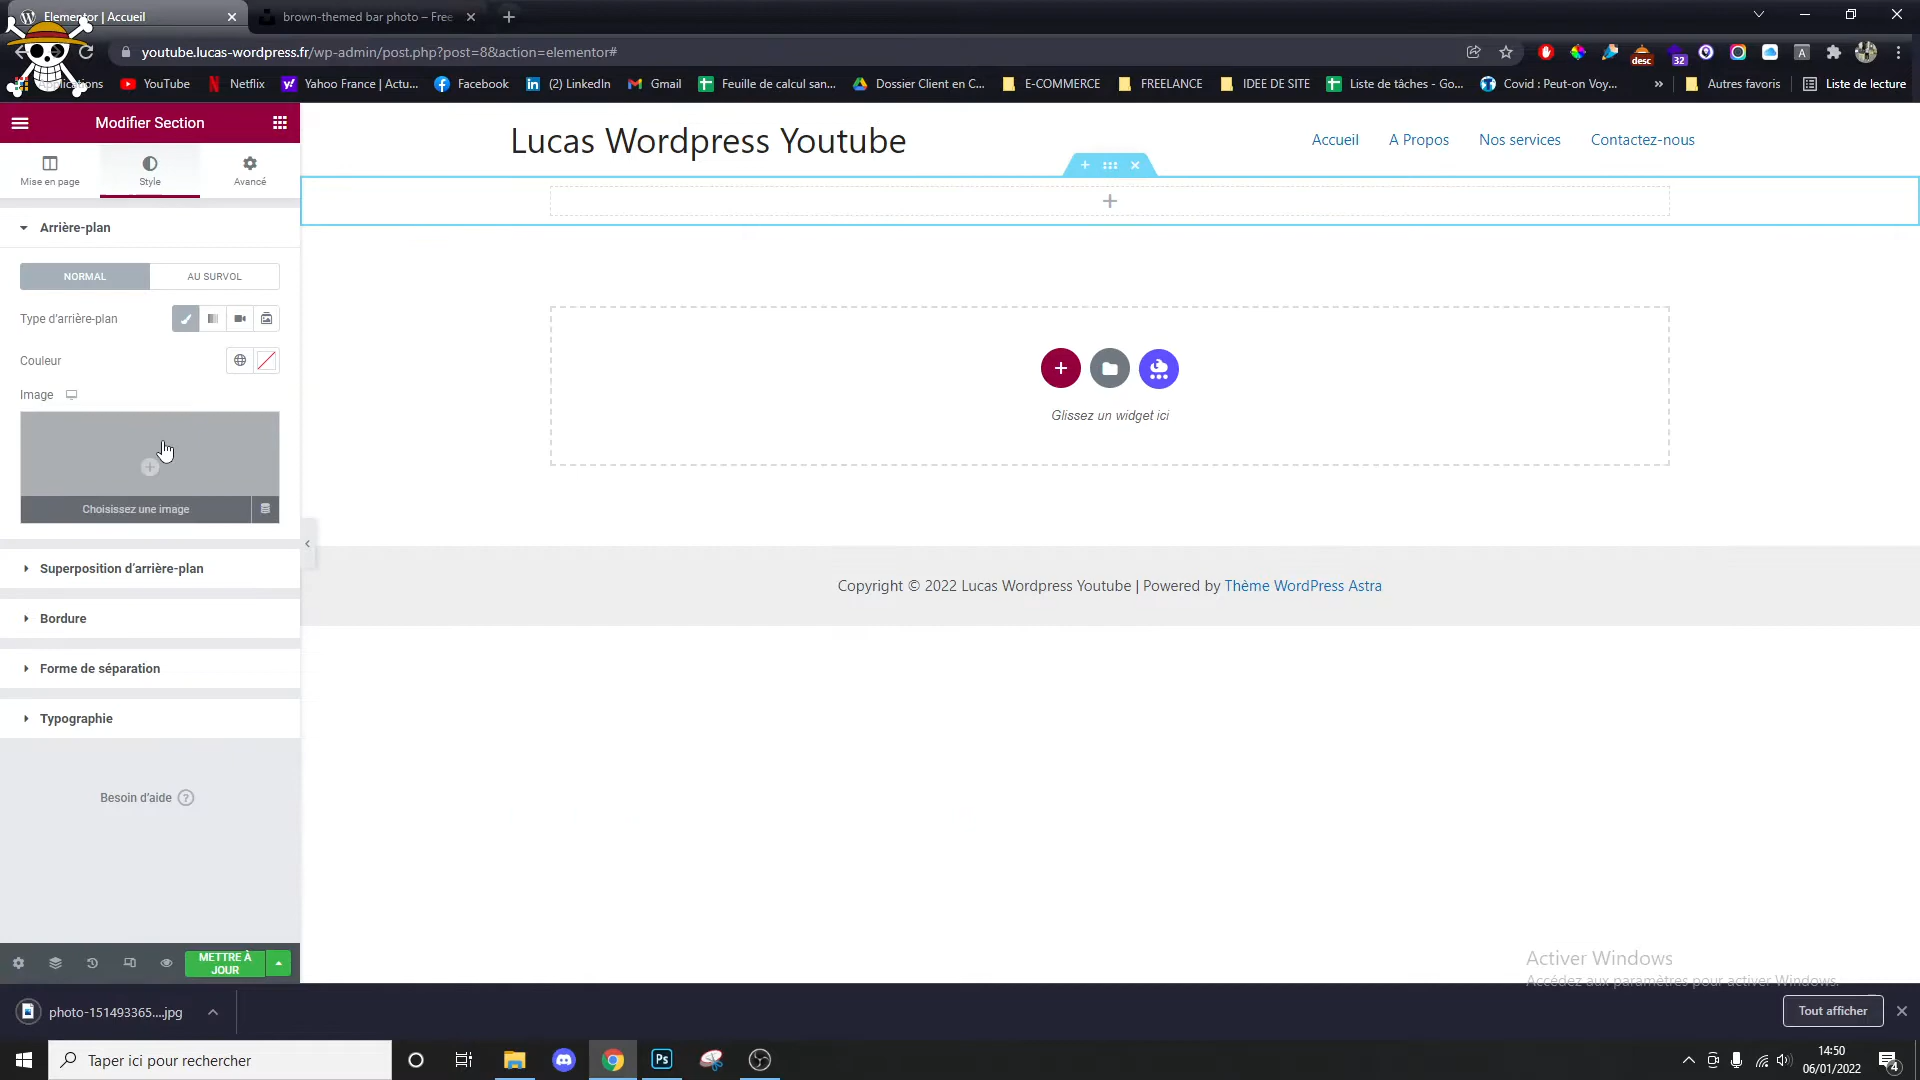 Elementor | Accueil
brown-themed bar photo – Free
youtube.lucas-wordpress.fr/wp-admin/post.php?post=8&action=elementor#
desc
32
A
Applications
YouTube
Netflix
Yahoo France | Actu...
Facebook
(2) LinkedIn
Gmail
Feuille de calcul san...
Dossier Client en C...
E-COMMERCE
FREELANCE
IDEE DE SITE
Liste de tâches - Go...
Covid : Peut-on Voy...
»
Autres favoris
Liste de lecture
Modifier Section
Mise en page
Style
Avancé
Arrière-plan
NORMAL
AU SURVOL
Type d'arrière-plan
Couleur
Image
Choisissez une image
Superposition d'arrière-plan
Bordure
Forme de séparation
Typographie
Besoin d'aide ?
METTRE À
JOUR
Lucas Wordpress Youtube
Accueil
A Propos
Nos services
Contactez-nous
Glissez un widget ici
Copyright © 2022 Lucas Wordpress Youtube | Powered by Thème WordPress Astra
Activer Windows
Accédez aux paramètres pour activer Windows.
photo-151493365....jpg
Tout afficher
Taper ici pour rechercher
Ps
14:50
06/01/2022
4